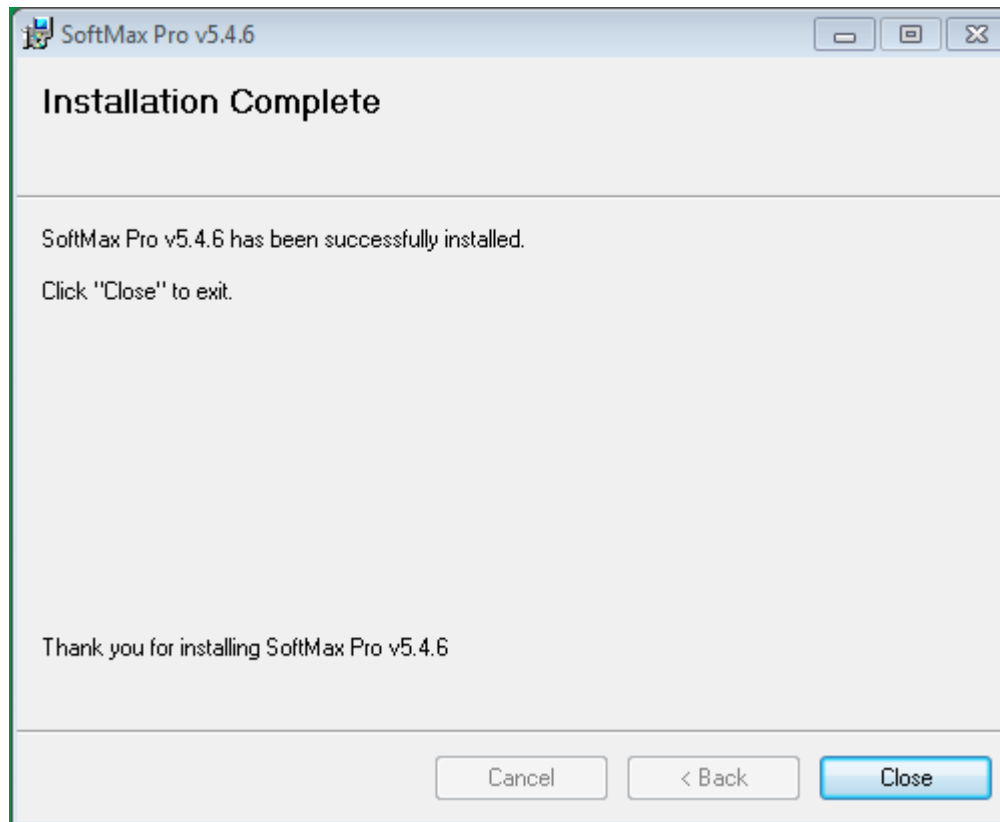 SoftMax Pro v5.4.6
Installation Complete
SoftMax Pro v5.4.6 has been successfully installed.
Click "Close" to exit.
Thank you for installing SoftMax Pro v5.4.6
Cancel
< Back
Close